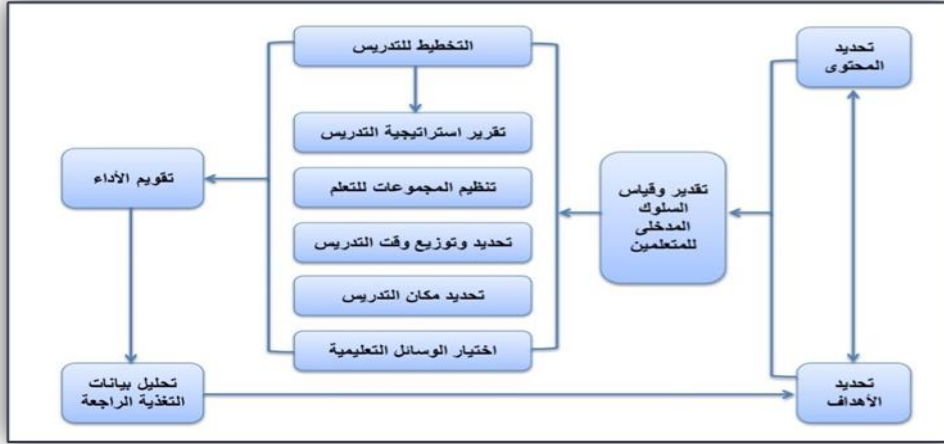 تحديد
المحتوى
تحديد
الأهداف
تقدير وقياس
السلوك
المدخلى
للمتعلمين
التخطيط للتدريس
تقرير استراتيجية التدريس
تنظيم المجموعات للتعلم
تحديد وتوزيع وقت التدريس
تحديد مكان التدريس
اختيار الوسائل التعليمية
تقويم الأداء
تحليل بيانات
التغذية الراجعة